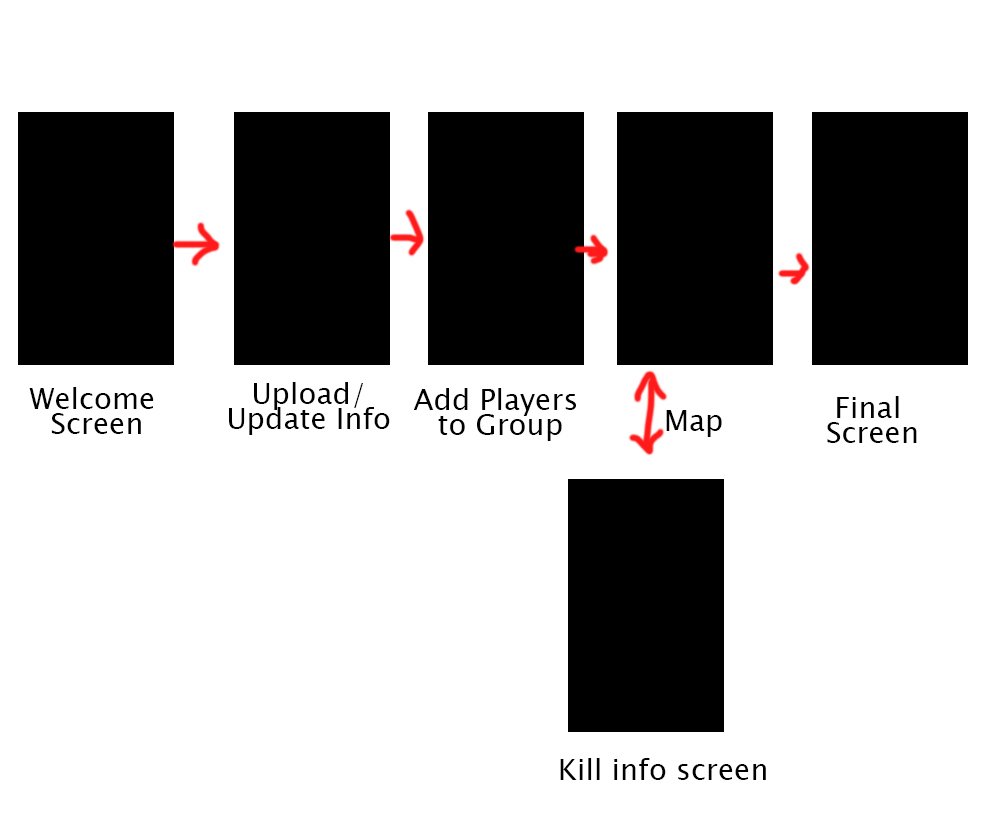 Welcome
Screen
Upload/
Update Info
Add Players
to Group
Map
Final
Screen
Kill info screen